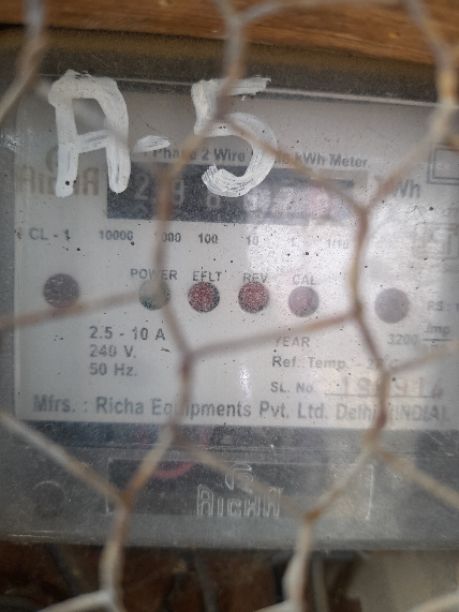 A-5
Phase 2 Wire kWh Meter
RICHA
CL - 1 10000 1000 100 10 1 1/10
POWER EFLT REV CAL
2.5 - 10 A
240 V.
50 Hz.
YEAR
3200
Imp
Ref. Temp.
SL. No.
Mfrs. : Richa Equipments Pvt. Ltd. Delhi (INDIA)
RICHA